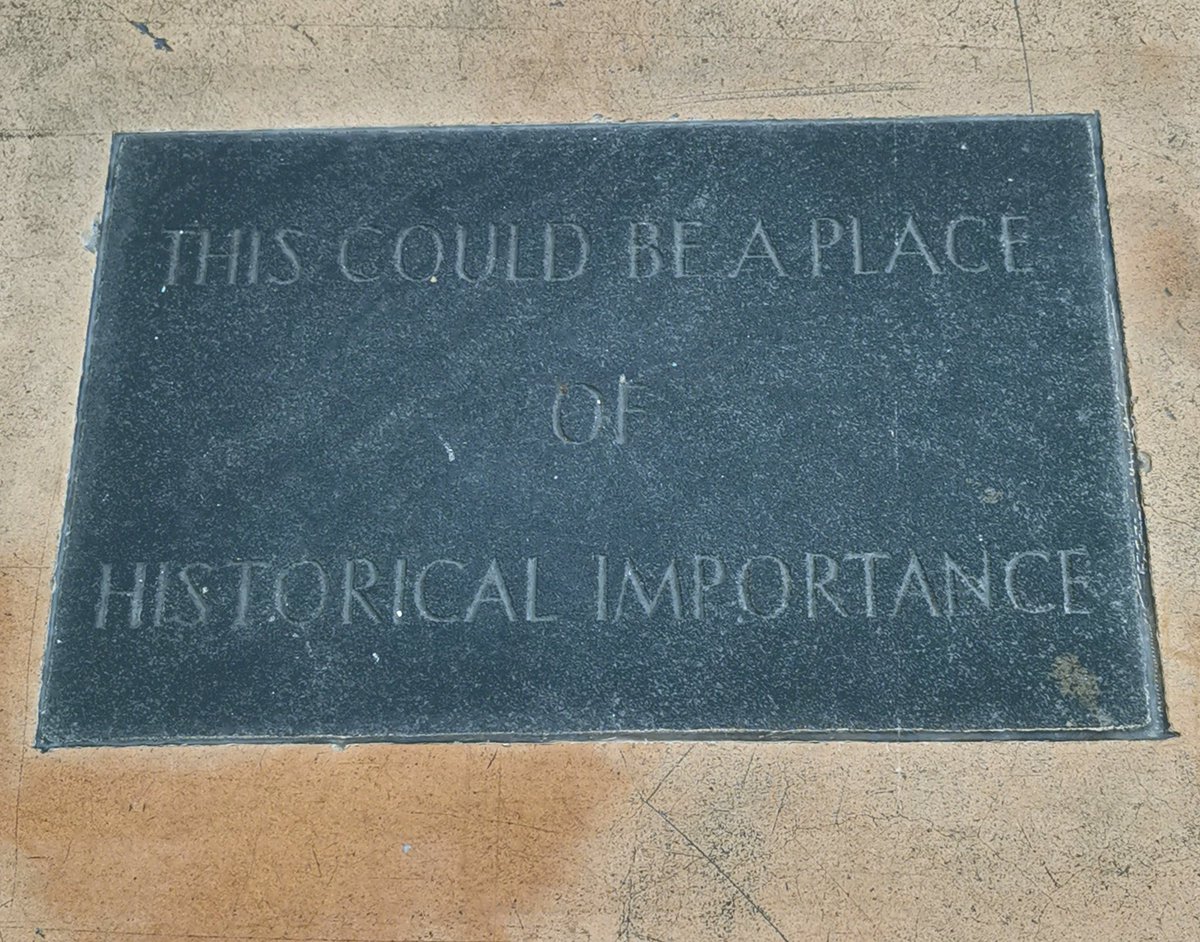 THIS COULD BE A PLACE
OF
HISTORICAL IMPORTANCE